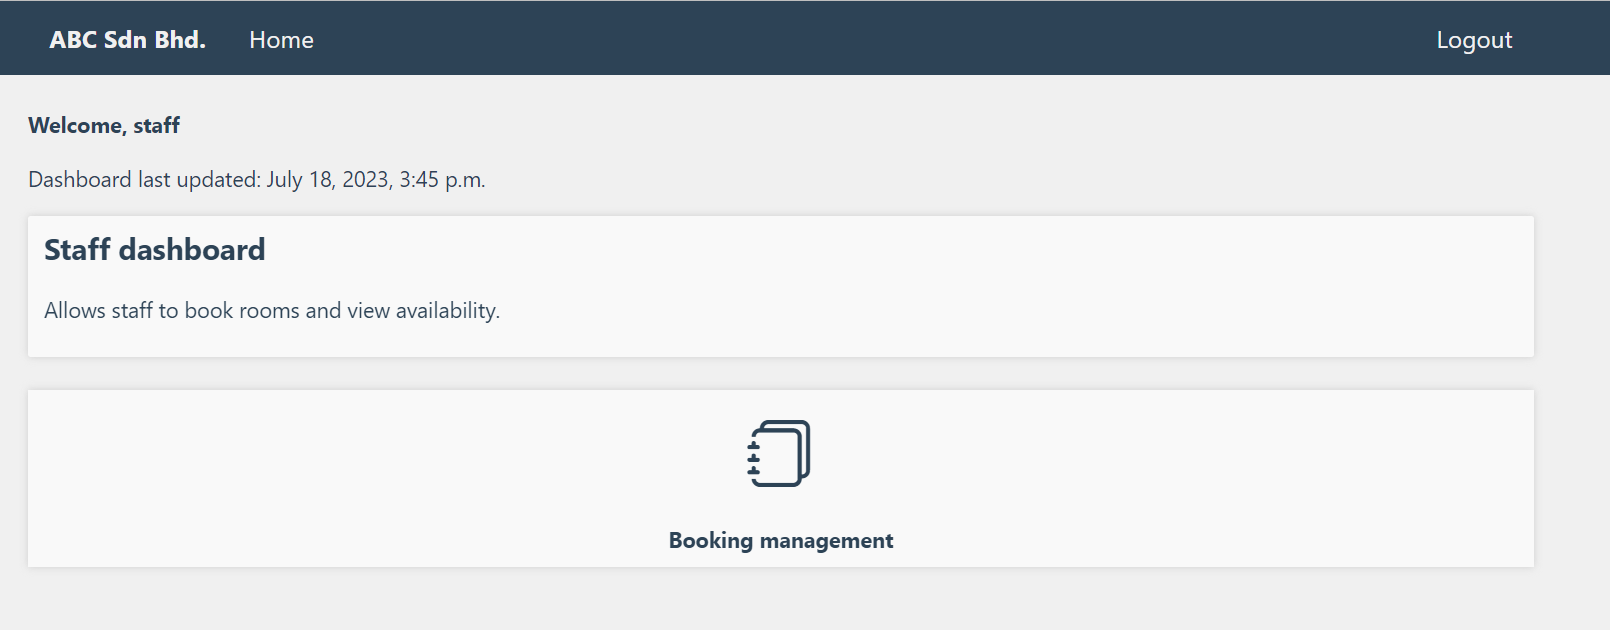 ABC Sdn Bhd. Home Logout
Welcome, staff
Dashboard last updated: July 18, 2023, 3:45 p.m.
Staff dashboard
Allows staff to book rooms and view availability.
Booking management